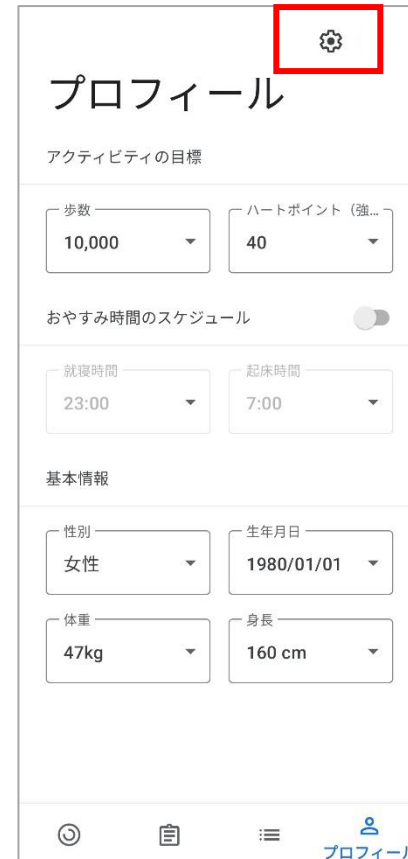 プロフィール
アクティビティの目標
歩数 ハートポイント（強...
10,000 40
おやすみ時間のスケジュール
就寝時間 起床時間
23:00 7:00
基本情報
性別 生年月日
女性 1980/01/01
体重 身長
47kg 160 cm
プロフィール